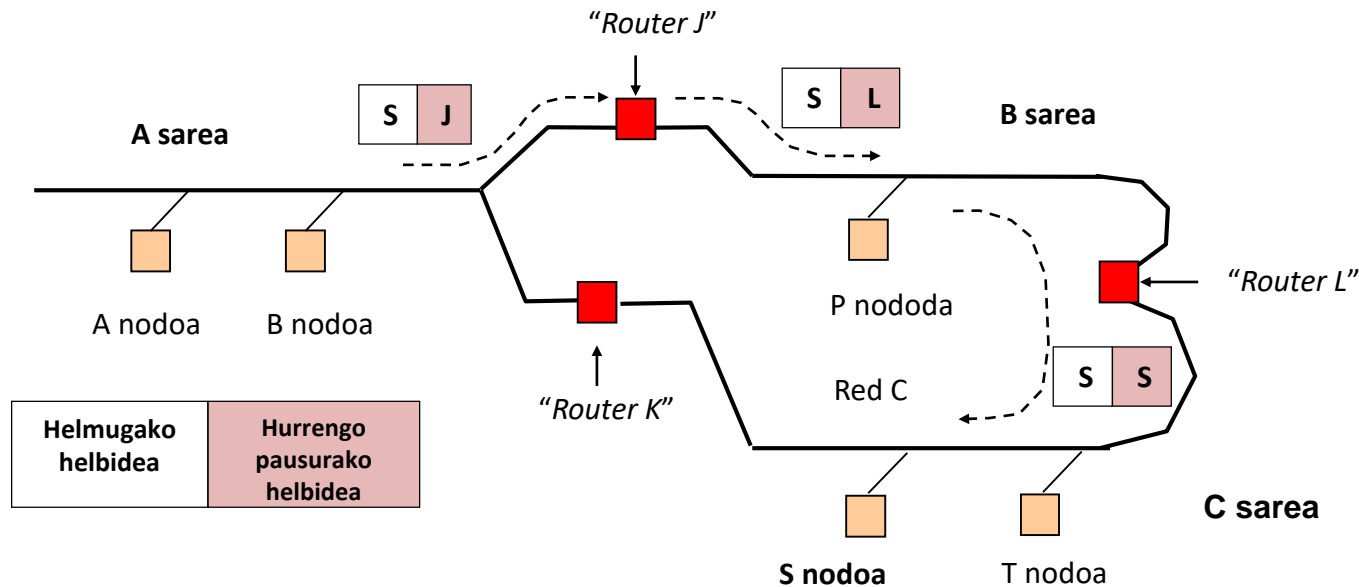 “Router J”
S J
S L
A sarea
B sarea
“Router L”
A nodoa
B nodoa
P nododa
“Router K”
Red C
S S
Helmugako
helbidea
Hurrengo
pausurako
helbidea
C sarea
S nodoa
T nodoa